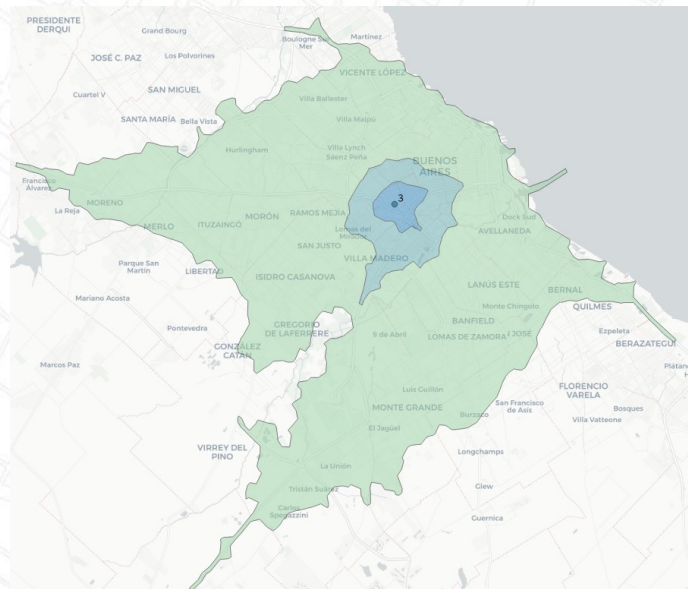 PRESIDENTE
DERQUI
Grand Bourg
Boulogne Sur
Mer
Martínez
JOSÉ C. PAZ
Los Polvorines
VICENTE LÓPEZ
Cuartel V
SAN MIGUEL
Villa Ballester
SANTA MARÍA
Bella Vista
Villa Maipú
Hurlingham
Villa Lynch
Sáenz Peña
BUENOS
AIRES
Francisco
Álvarez
La Reja
MORENO
3
MERLO
ITUZAINGÓ
MORÓN
RAMOS MEJÍA
Lomas del
Mirador
Dock Sud
AVELLANEDA
SAN JUSTO
VILLA MADERO
Parque San
Martín
LIBERTAD
ISIDRO CASANOVA
LANÚS ESTE
BERNAL
Mariano Acosta
Monte Chingolo
QUILMES
Pontevedra
GREGORIO
DE LAFERRERE
BANFIELD
Ezpeleta
9 de Abril
LOMAS DE ZAMORA
JOSÉ
BERAZATEGUI
GONZÁLEZ
CATÁN
Marcos Paz
Luis Guillón
FLORENCIO
VARELA
MONTE GRANDE
Burzaco
San Francisco
de Asís
Bosques
Villa Vatteone
El Jagüel
VIRREY DEL
PINO
Longchamps
La Unión
Glew
Tristán Suárez
Carlos
Spegazzini
Guernica